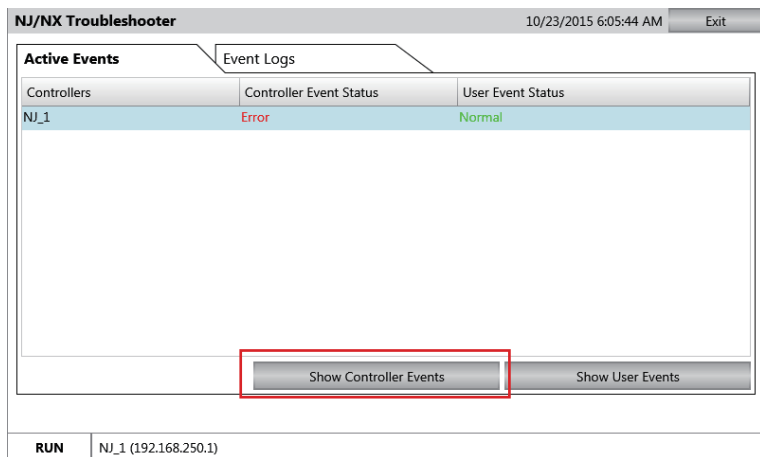 NJ/NX Troubleshooter 10/23/2015 6:05:44 AM Exit
Active Events Event Logs
Controllers Controller Event Status User Event Status
NJ_1 Error Normal
Show Controller Events Show User Events
RUN NJ_1 (192.168.250.1)